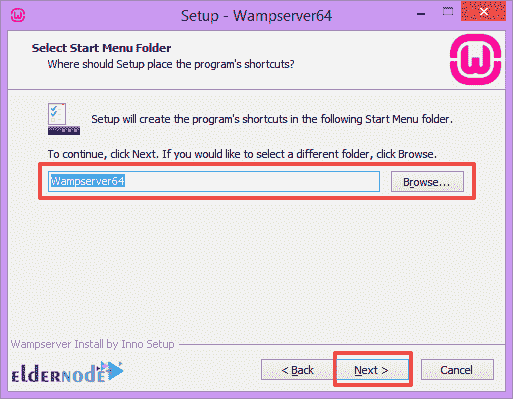 Setup - Wampserver64
Select Start Menu Folder
Where should Setup place the program's shortcuts?
Setup will create the program's shortcuts in the following Start Menu folder.
To continue, click Next. If you would like to select a different folder, click Browse.
Wampserver64 Browse...
Wampserver Install by Inno Setup
eldernode
< Back Next > Cancel